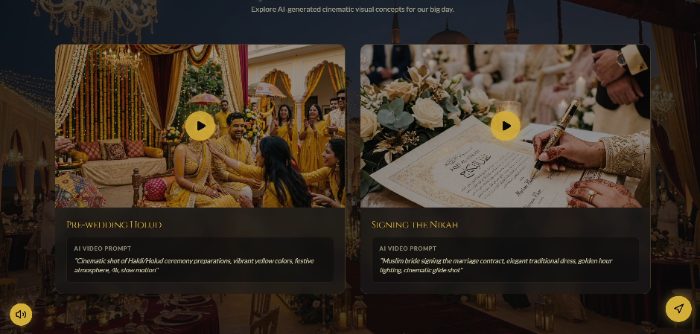 Explore AI-generated cinematic visual concepts for our big day.
Pre-wedding Holud
AI VIDEO PROMPT
"Cinematic shot of Haldi/Holud ceremony preparations, vibrant yellow colors, festive
atmosphere, 4k, slow motion"
Signing the Nikah
AI VIDEO PROMPT
"Muslim bride signing the marriage contract, elegant traditional dress, golden hour
lighting, cinematic glide shot"